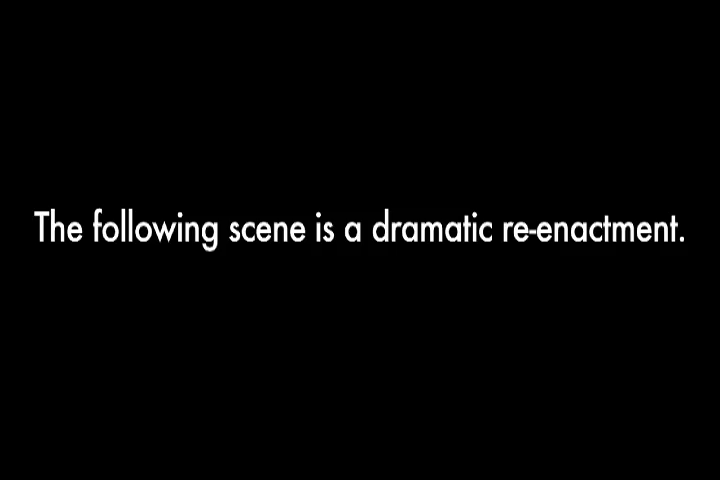 The following scene is a dramatic re-enactment.